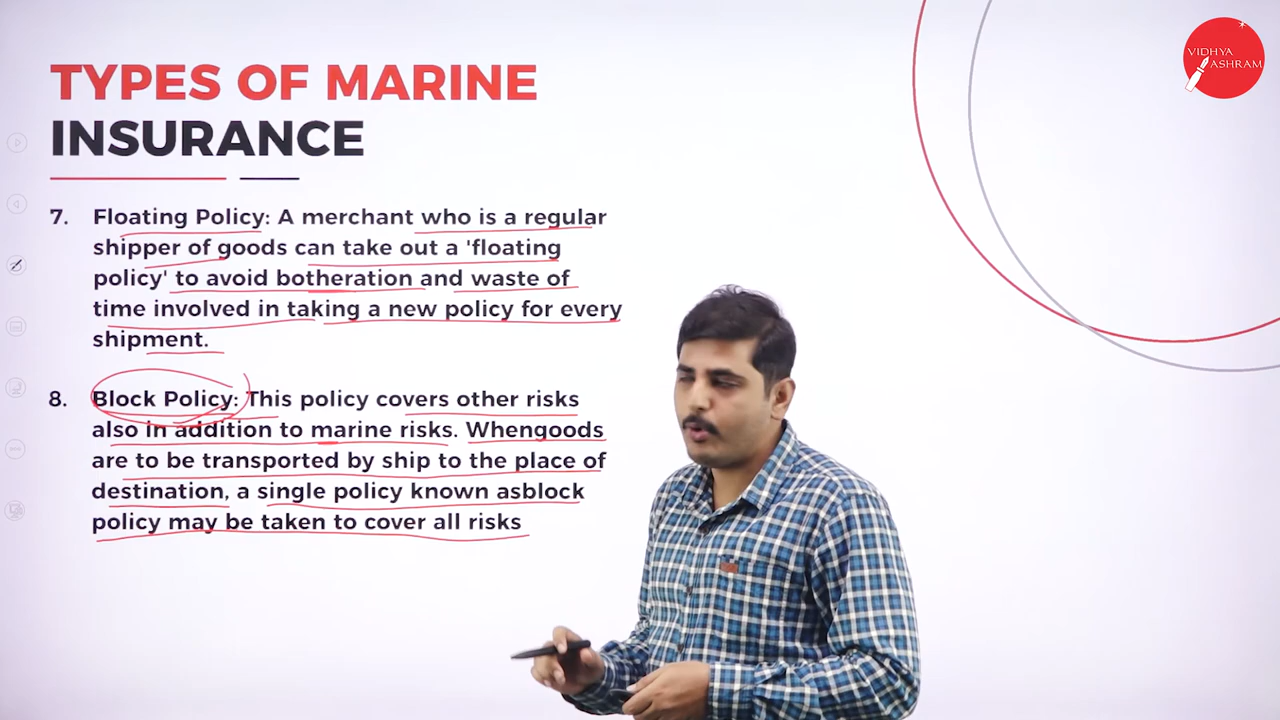 VIDHYA
ASHRAM
TYPES OF MARINE
INSURANCE
7. Floating Policy: A merchant who is a regular
shipper of goods can take out a 'floating
policy' to avoid botheration and waste of
time involved in taking a new policy for every
shipment.
8. Block Policy: This policy covers other risks
also in addition to marine risks. Whengoods
are to be transported by ship to the place of
destination, a single policy known asblock
policy may be taken to cover all risks